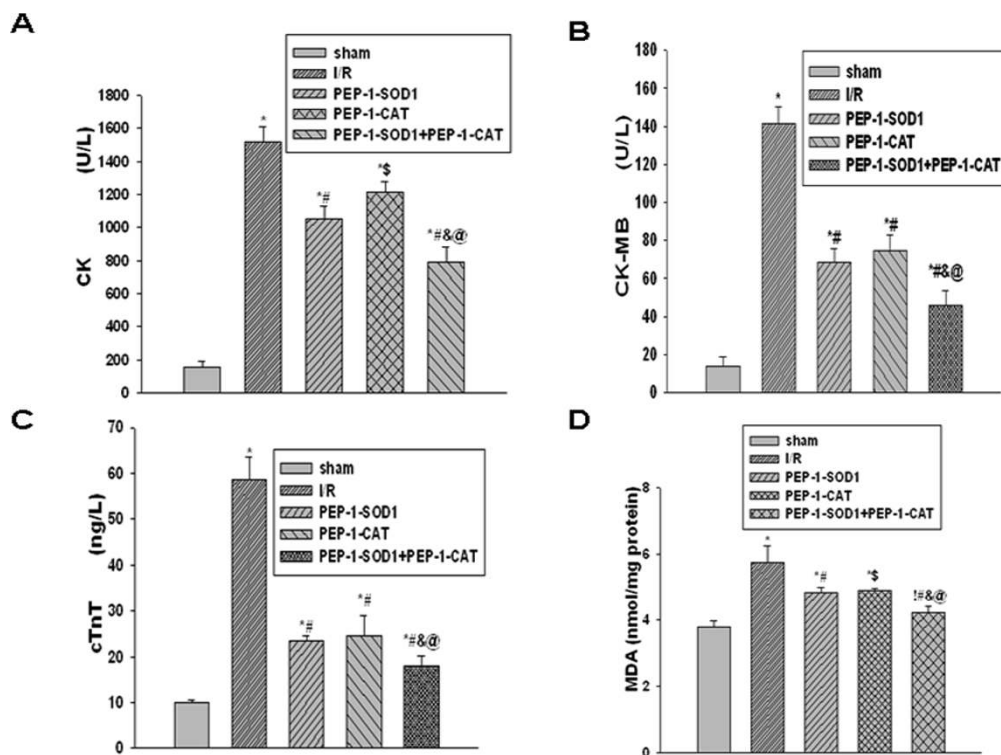 A
sham
I/R
PEP-1-SOD1
PEP-1-CAT
PEP-1-SOD1+PEP-1-CAT
CK (U/L)
1800
1600
1400
1200
1000
800
600
400
200
0
*
*#
*$
*#&@
B
sham
I/R
PEP-1-SOD1
PEP-1-CAT
PEP-1-SOD1+PEP-1-CAT
CK-MB (U/L)
180
160
140
120
100
80
60
40
20
0
*
*#
*#
*#&@
C
sham
I/R
PEP-1-SOD1
PEP-1-CAT
PEP-1-SOD1+PEP-1-CAT
cTnT (ng/L)
70
60
50
40
30
20
10
0
*
*#
*#
*#&@
D
sham
I/R
PEP-1-SOD1
PEP-1-CAT
PEP-1-SOD1+PEP-1-CAT
MDA (nmol/mg protein)
8
6
4
2
0
*
*#
*$
!#&@